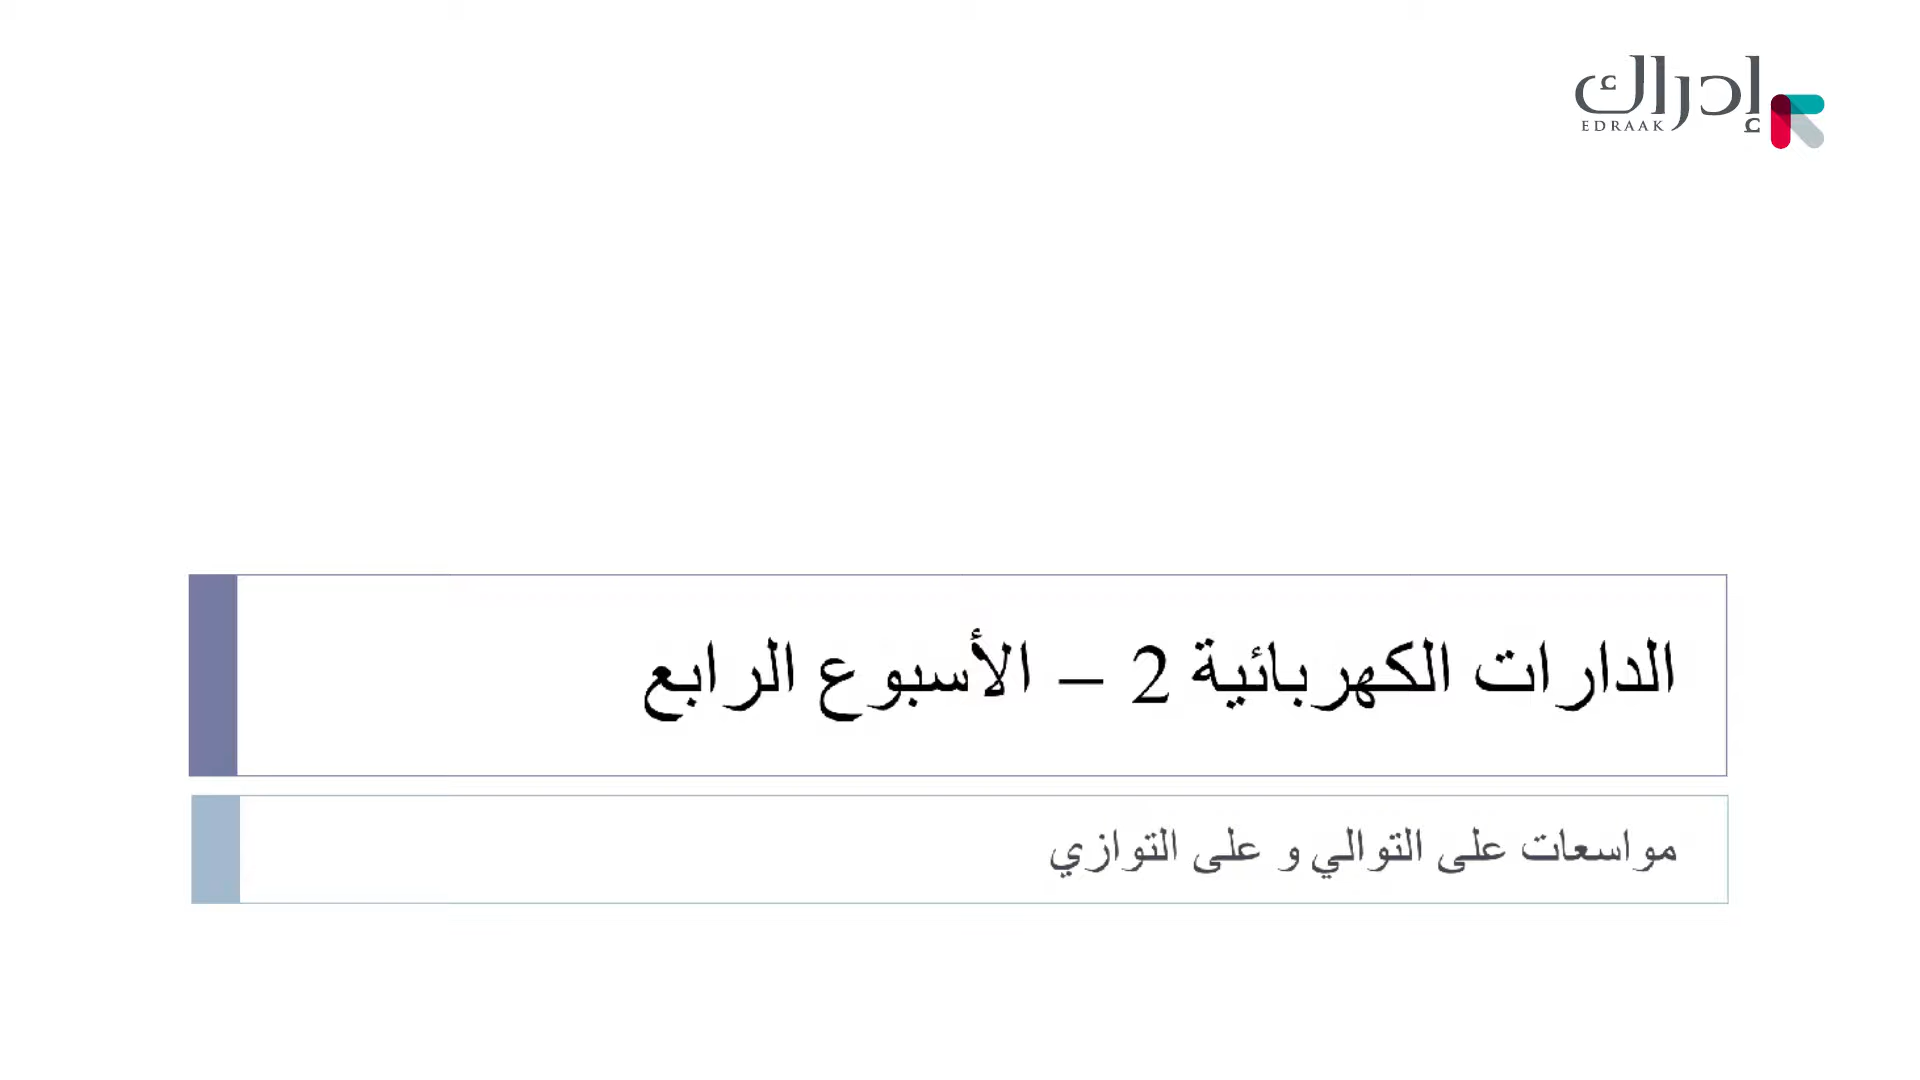 إدراك
EDRAAK
الدارات الكهربائية 2 – الأسبوع الرابع
مواسعات على التوالي و على التوازي